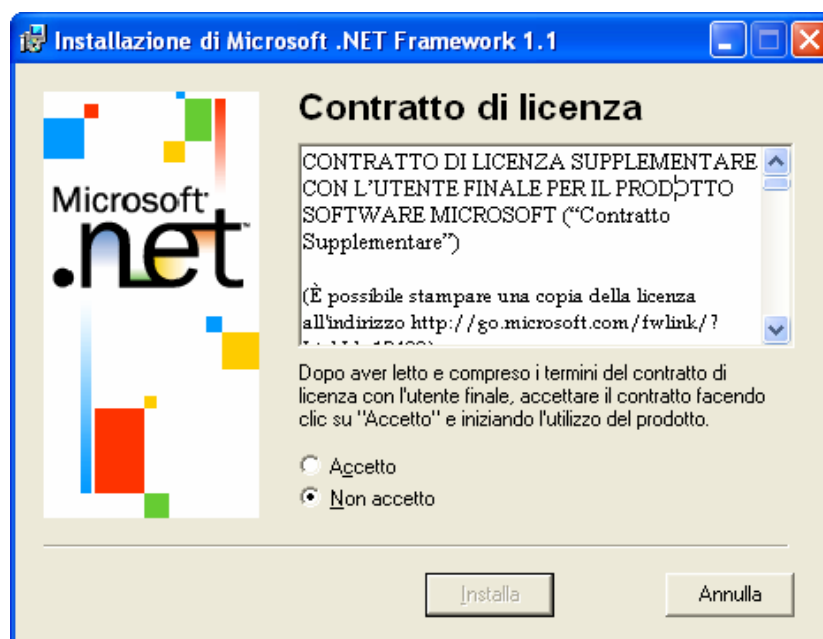 Installazione di Microsoft .NET Framework 1.1
Microsoft
.net
Contratto di licenza
CONTRATTO DI LICENZA SUPPLEMENTARE
CON L'UTENTE FINALE PER IL PRODOTTO
SOFTWARE MICROSOFT (“Contratto
Supplementare”)
(È possibile stampare una copia della licenza
all'indirizzo http://go.microsoft.com/fwlink/?
Dopo aver letto e compreso i termini del contratto di
licenza con l'utente finale, accettare il contratto facendo
clic su "Accetto" e iniziando l'utilizzo del prodotto.
Accetto
Non accetto
Installa
Annulla